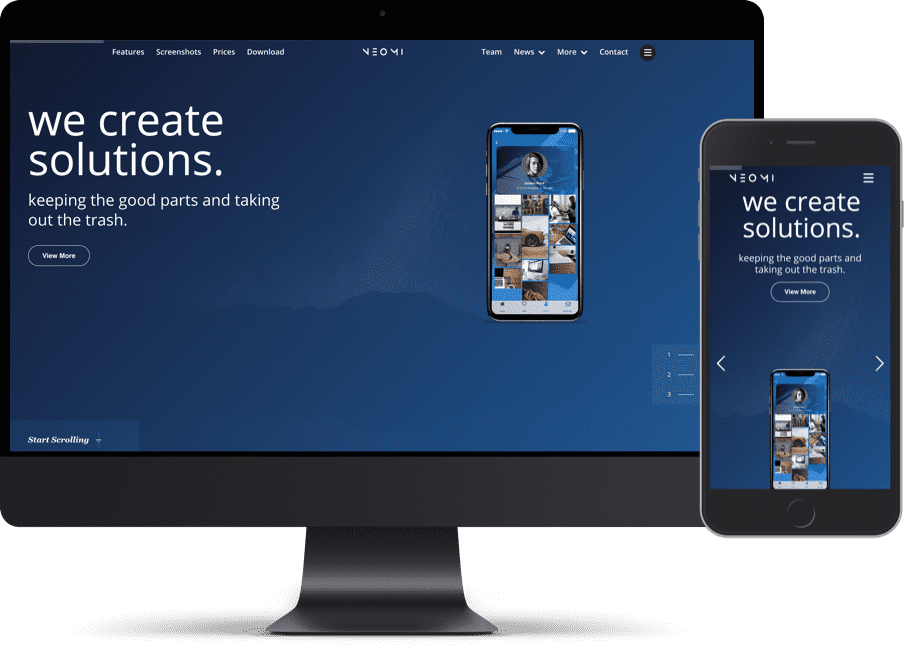 Features Screenshots Prices Download NEOMI Team News More Contact
we create
solutions.
keeping the good parts and taking
out the trash.
View More
1
2
3
Start Scrolling
NEOMI
we create
solutions.
keeping the good parts and
taking out the trash.
View More